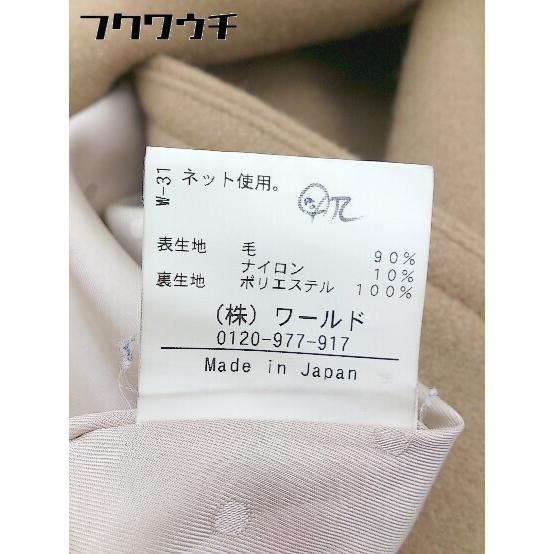 フクワウチ
W-31
ネット使用。
表生地 毛 90%
ナイロン 10%
裏生地 ポリエステル 100%
(株) ワールド
0120-977-917
Made in Japan